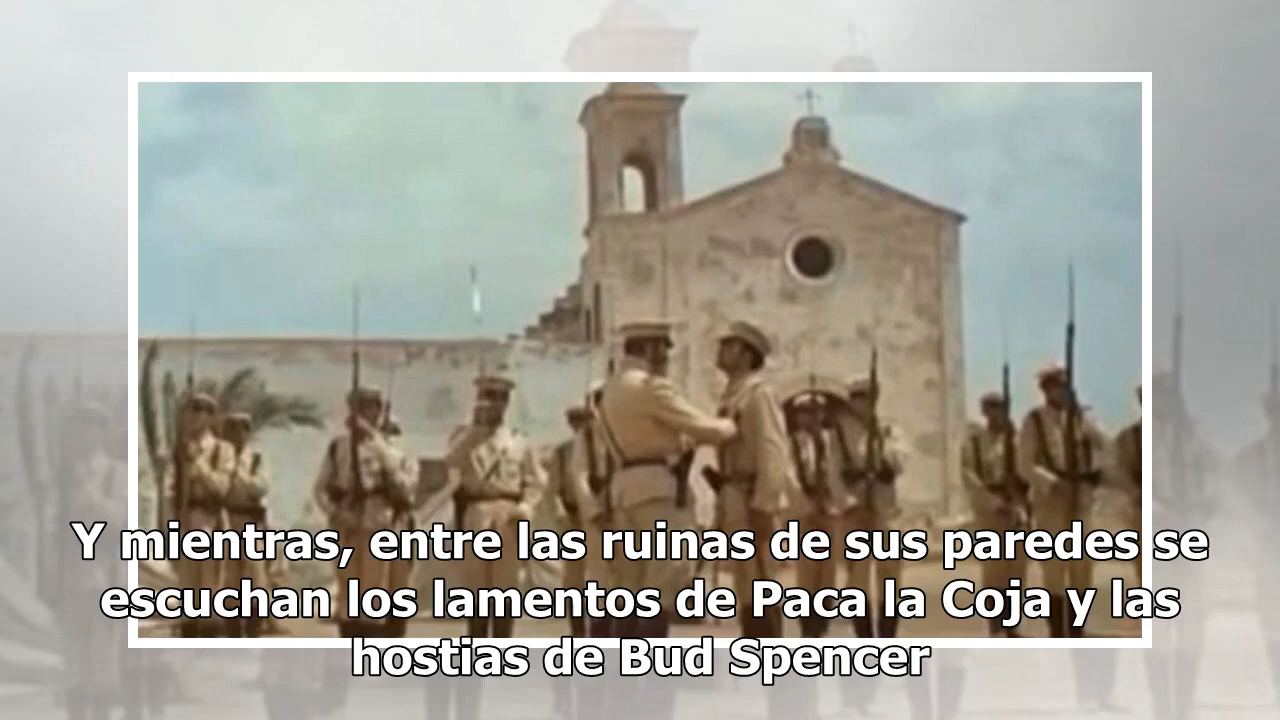 Y mientras, entre las ruinas de sus paredes se
escuchan los lamentos de Paca la Coja y las
hostias de Bud Spencer